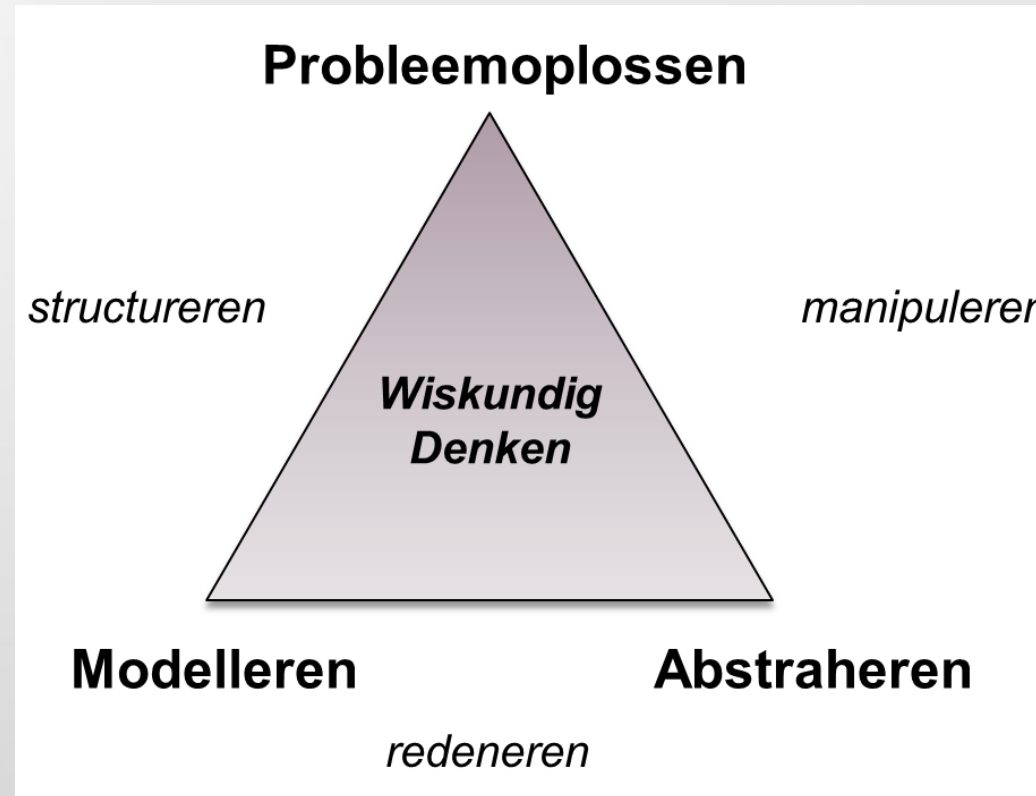 Probleemoplossen
structureren
manipuleren
Wiskundig
Denken
Modelleren
Abstraheren
redeneren